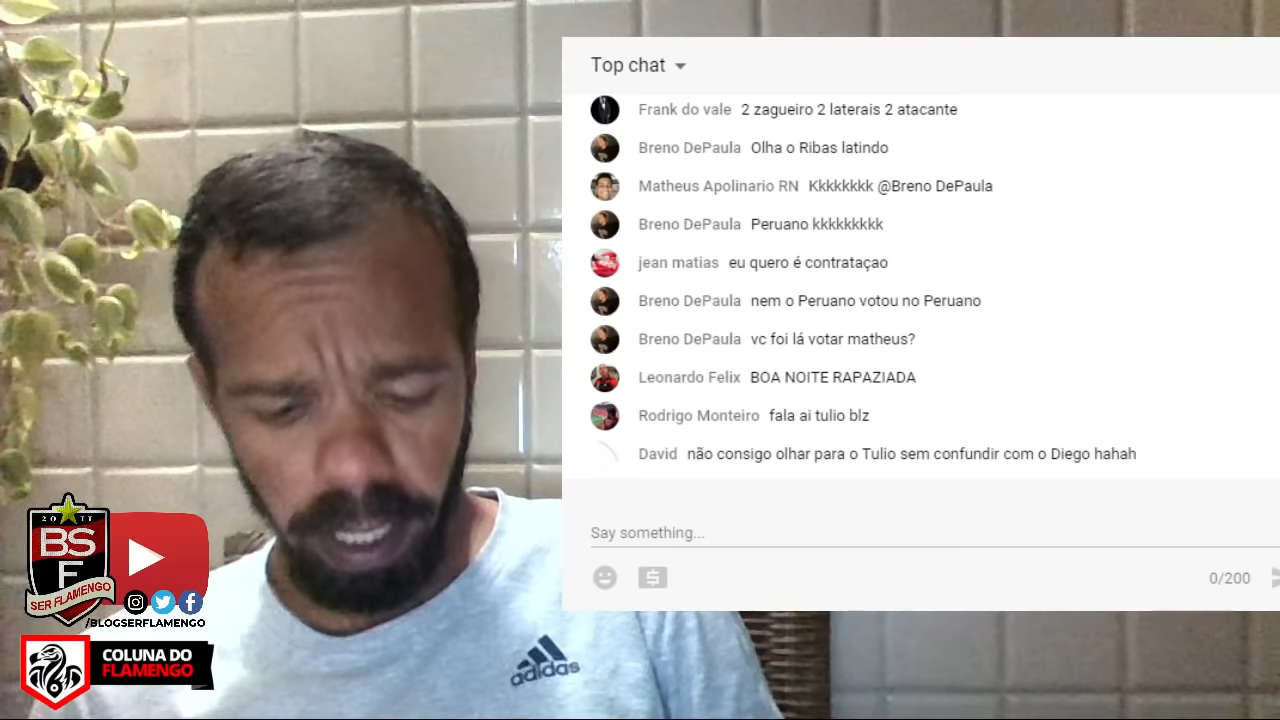 Top chat
Frank do vale 2 zagueiro 2 laterais 2 atacante
Breno DePaula Olha o Ribas latindo
Matheus Apolinario RN Kkkkkkkk @Breno DePaula
Breno DePaula Peruano kkkkkkkkk
jean matias eu quero é contrataçao
Breno DePaula nem o Peruano votou no Peruano
Breno DePaula vc foi lá votar matheus?
Leonardo Felix BOA NOITE RAPAZIADA
Rodrigo Monteiro fala ai tulio blz
David não consigo olhar para o Tulio sem confundir com o Diego hahah
Say something...
0/200
20 11
BSF
SER FLAMENGO
/BLOGSERFLAMENGO
COLUNA DO
FLAMENGO
adidas